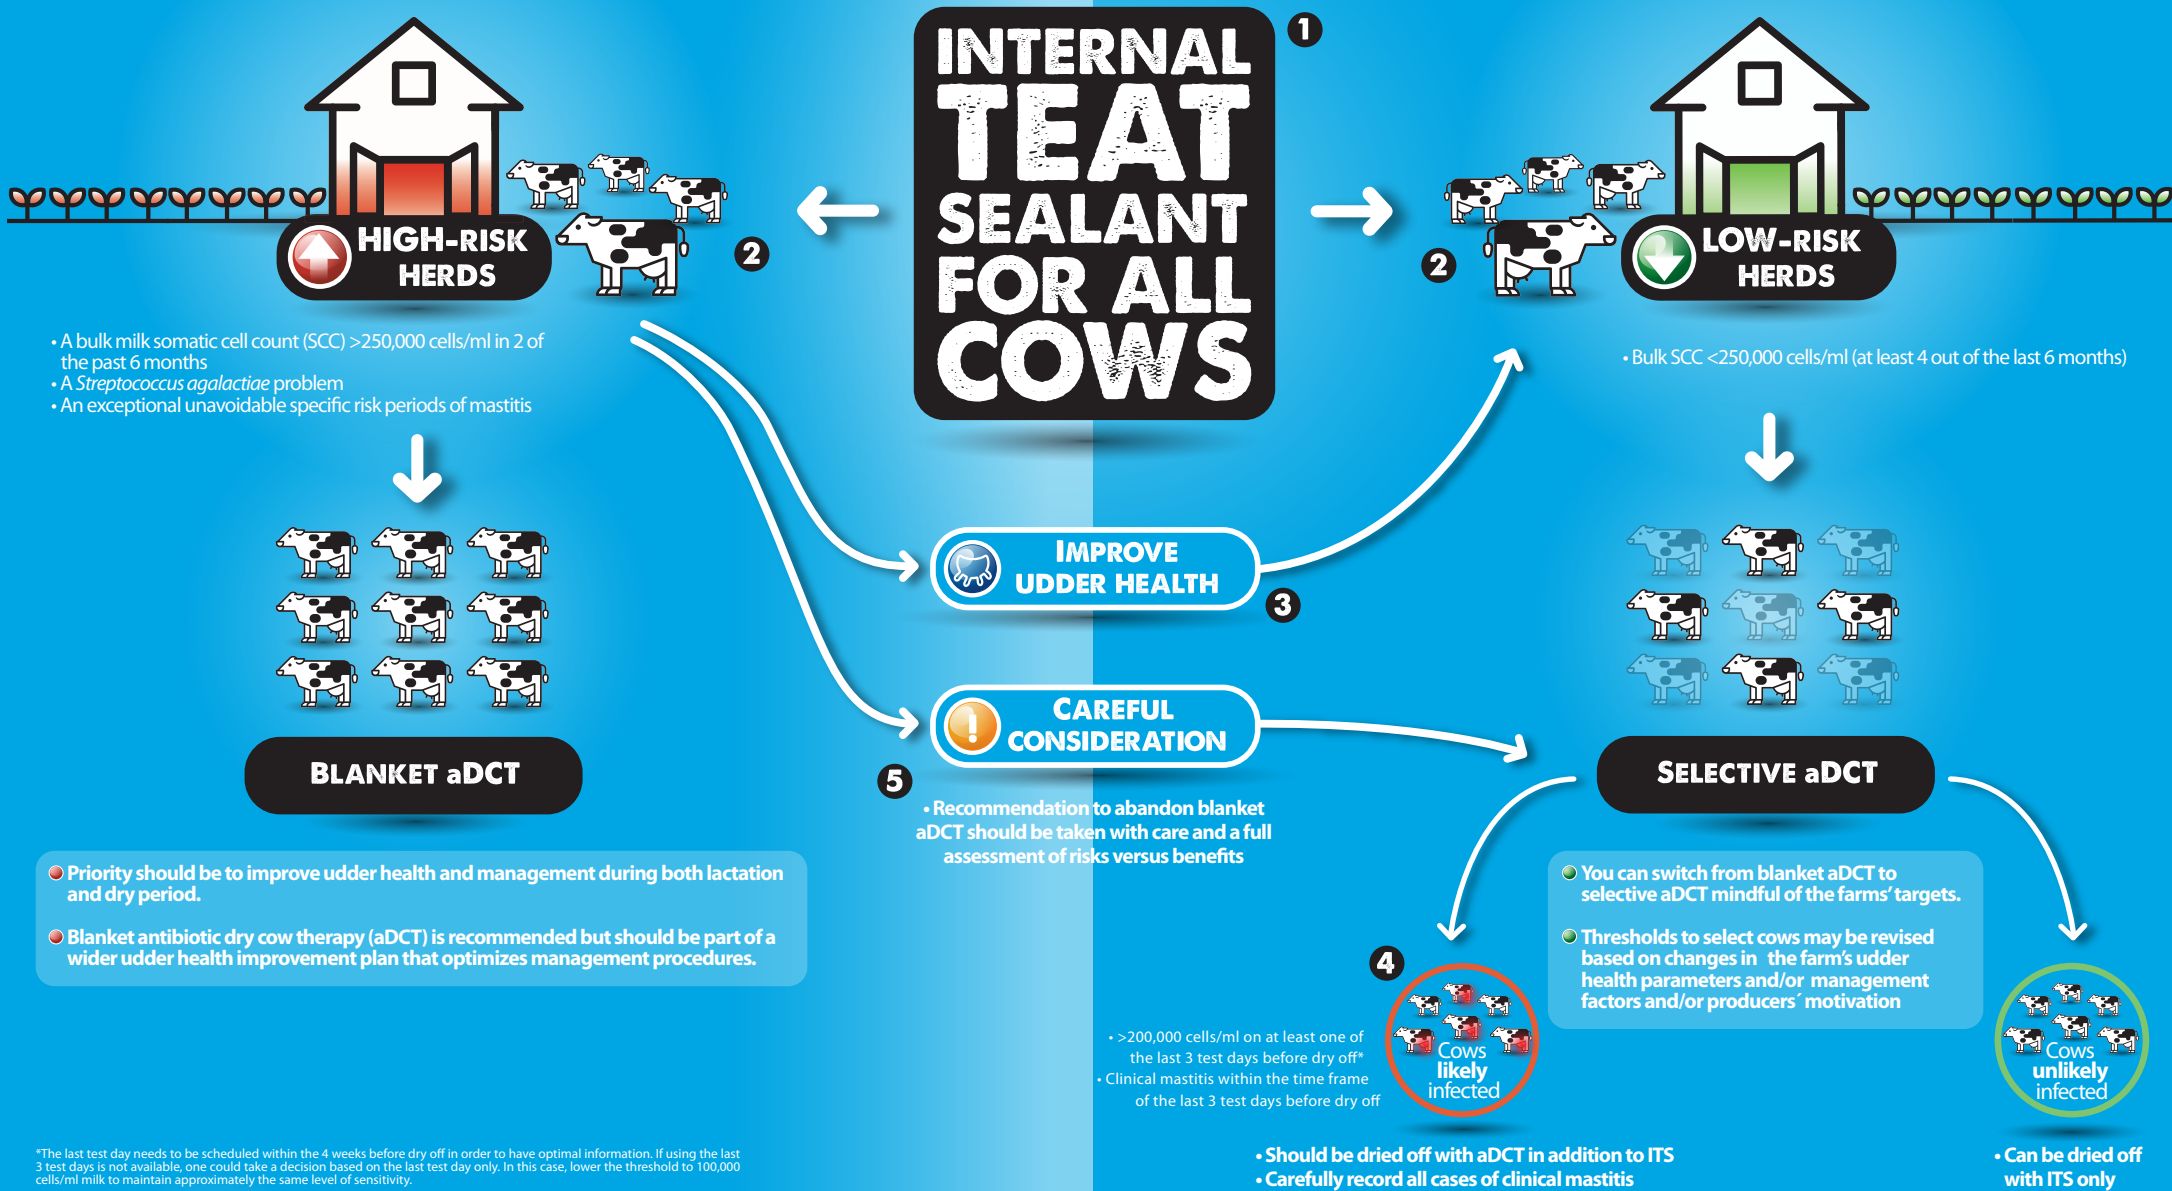 INTERNAL
TEAT
SEALANT
FOR ALL
COWS
1
HIGH-RISK
HERDS
2
• A bulk milk somatic cell count (SCC) >250,000 cells/ml in 2 of
the past 6 months
• A Streptococcus agalactiae problem
• An exceptional unavoidable specific risk periods of mastitis
BLANKET aDCT
Priority should be to improve udder health and management during both lactation
and dry period.
Blanket antibiotic dry cow therapy (aDCT) is recommended but should be part of a
wider udder health improvement plan that optimizes management procedures.
2
LOW-RISK
HERDS
• Bulk SCC <250,000 cells/ml (at least 4 out of the last 6 months)
IMPROVE
UDDER HEALTH
3
CAREFUL
CONSIDERATION
5
• Recommendation to abandon blanket
aDCT should be taken with care and a full
assessment of risks versus benefits
SELECTIVE aDCT
You can switch from blanket aDCT to
selective aDCT mindful of the farms' targets.
Thresholds to select cows may be revised
based on changes in the farm's udder
health parameters and/or management
factors and/or producers´ motivation
4
• >200,000 cells/ml on at least one of
the last 3 test days before dry off*
• Clinical mastitis within the time frame
of the last 3 test days before dry off
Cows
likely
infected
• Should be dried off with aDCT in addition to ITS
• Carefully record all cases of clinical mastitis
Cows
unlikely
infected
• Can be dried off
with ITS only
*The last test day needs to be scheduled within the 4 weeks before dry off in order to have optimal information. If using the last
3 test days is not available, one could take a decision based on the last test day only. In this case, lower the threshold to 100,000
cells/ml milk to maintain approximately the same level of sensitivity.